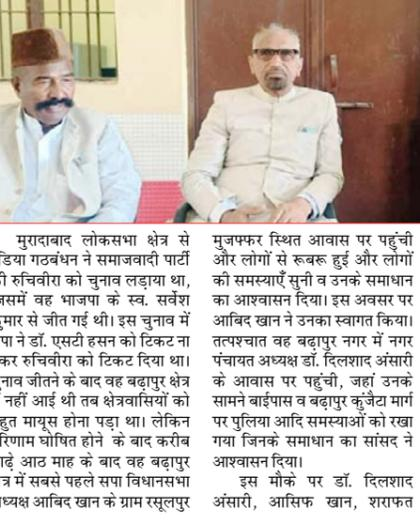 मुरादाबाद लोकसभा क्षेत्र से
गठबंधन ने समाजवादी पार्टी
रुचिवीरा को चुनाव लड़ाया था,
वह भाजपा के स्व. सर्वेश
से जीत गई थी। इस चुनाव में
ने डॉ. एसटी हसन को टिकट ना
रुचिवीरा को टिकट दिया था।
जीतने के बाद वह बढ़ापुर क्षेत्र
नहीं आई थी तब क्षेत्रवासियों को
मायूस होना पड़ा था। लेकिन
घोषित होने के बाद करीब
आठ माह के बाद वह बढ़ापुर
में सबसे पहले सपा विधानसभा
आबिद खान के ग्राम रसूलपुर
मुजफ्फर स्थित आवास पर पहुंची
और लोगों से रूबरू हुई और लोगों
की समस्याएँ सुनी व उनके समाधान
का आश्वासन दिया। इस अवसर पर
आबिद खान ने उनका स्वागत किया।
तत्पश्चात वह बढ़ापुर नगर में नगर
पंचायत अध्यक्ष डॉ. दिलशाद अंसारी
के आवास पर पहुंची, जहां उनके
सामने बाईपास व बढ़ापुर कुंजैटा मार्ग
पर पुलिया आदि समस्याओं को रखा
गया जिनके समाधान का सांसद ने
आश्वासन दिया।
इस मौके पर डॉ. दिलशाद
अंसारी, आसिफ खान, शराफत